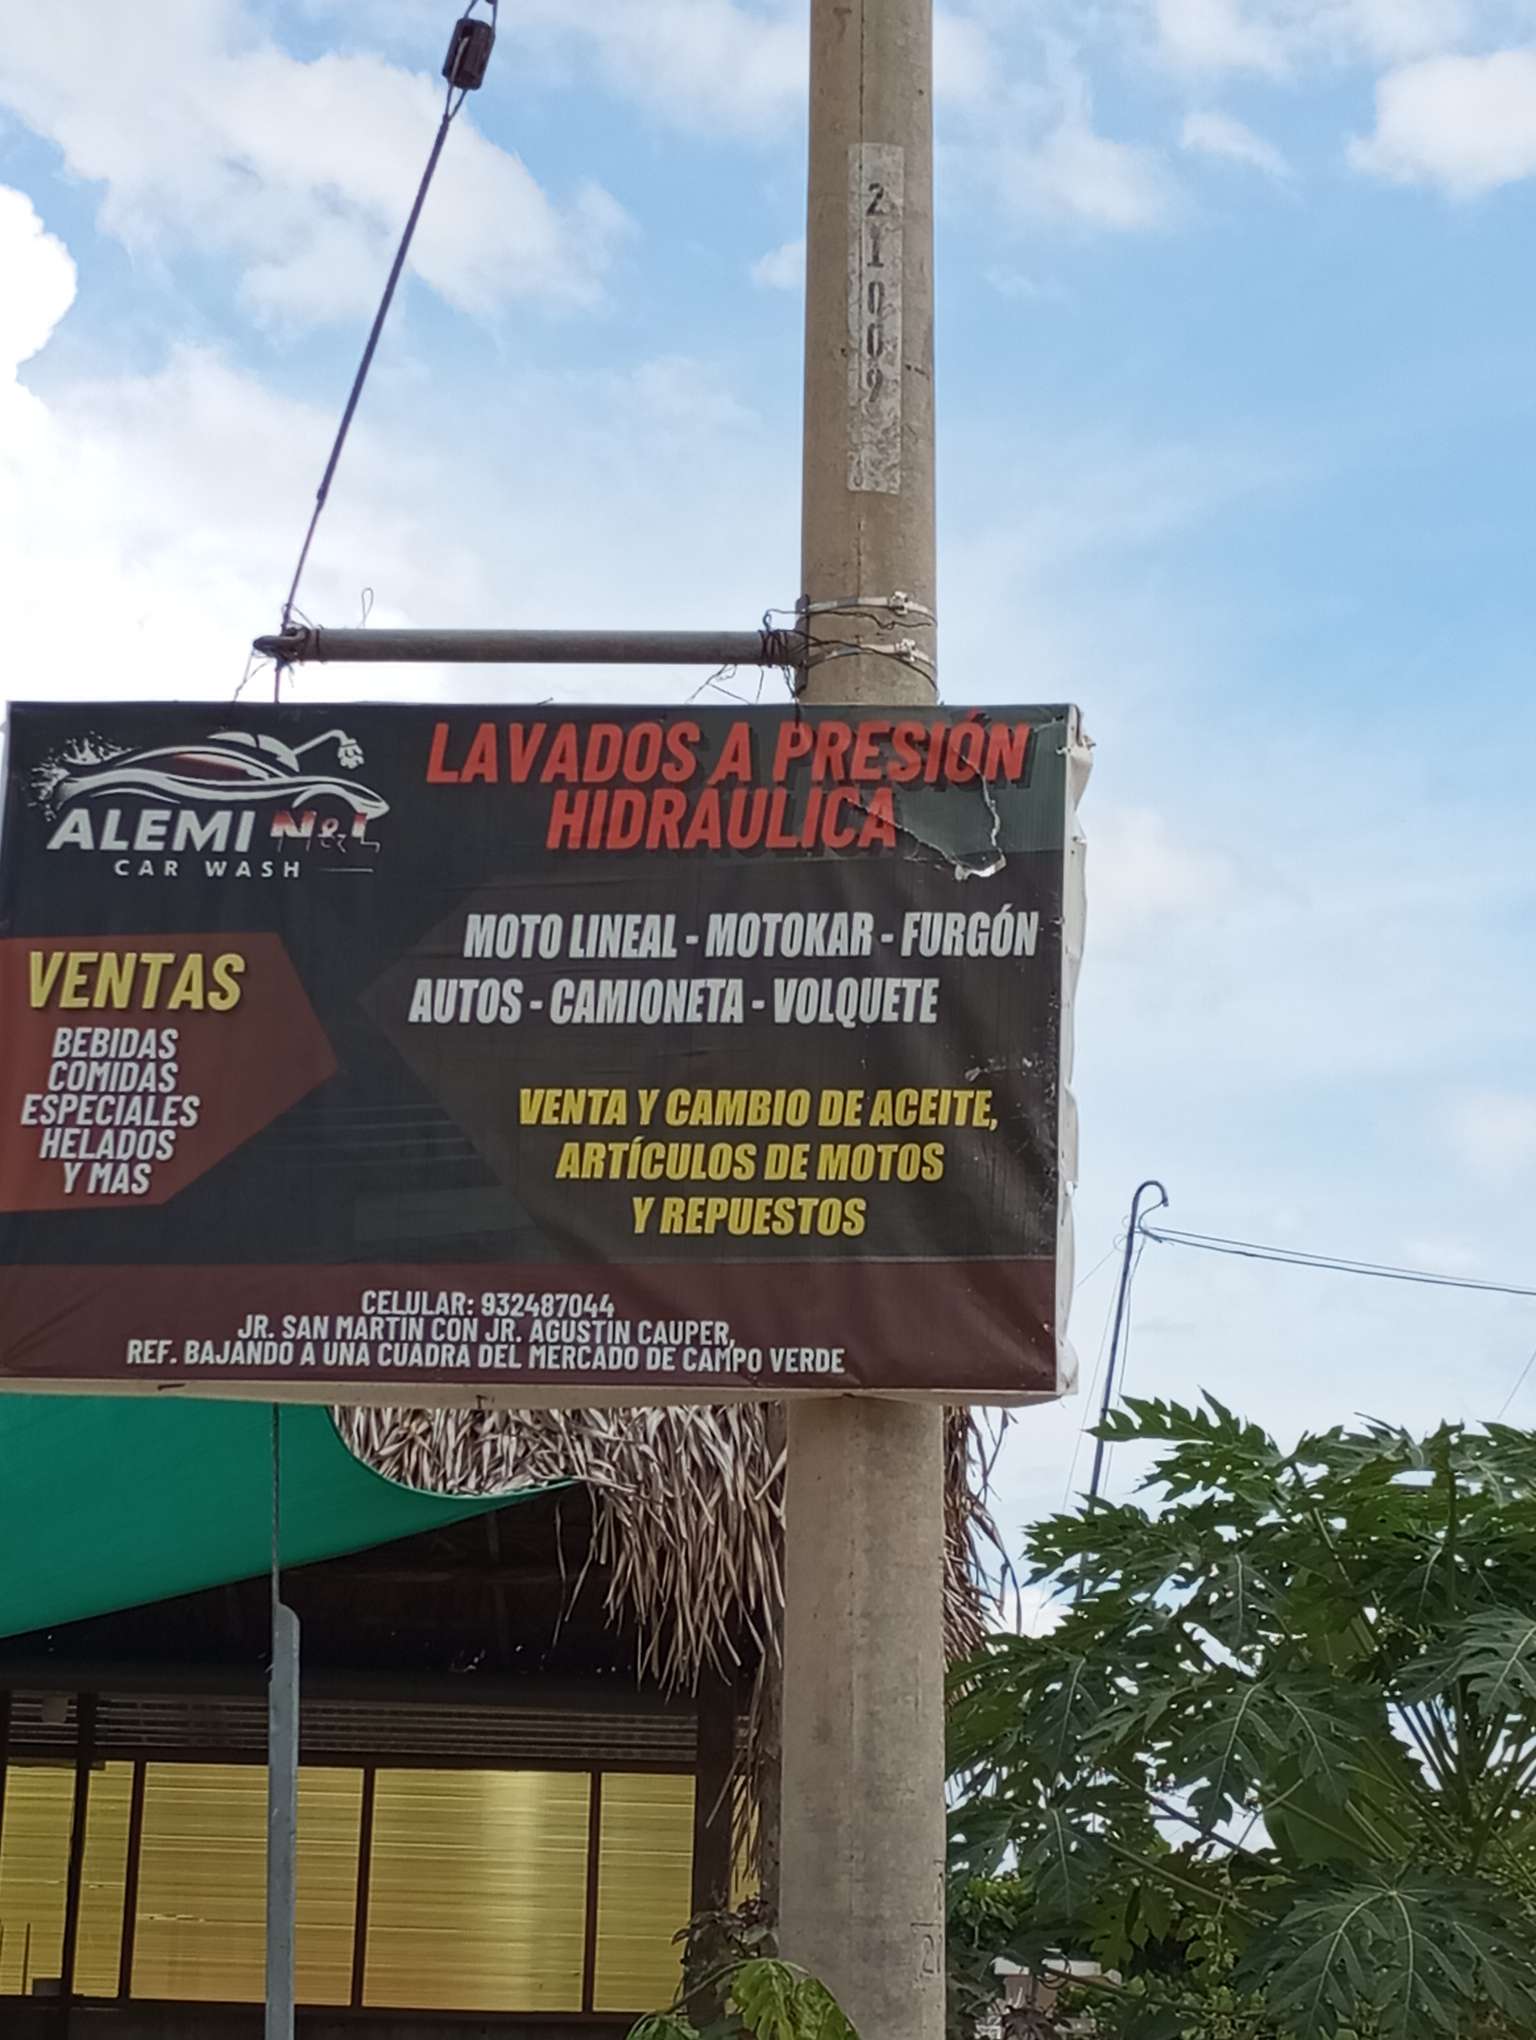 21009
LAVADOS A PRESIÓN
HIDRÁULICA
ALEMI N&L
CAR WASH
MOTO LINEAL - MOTOKAR - FURGÓN
AUTOS - CAMIONETA - VOLQUETE
VENTAS
BEBIDAS
COMIDAS
ESPECIALES
HELADOS
Y MÁS
VENTA Y CAMBIO DE ACEITE,
ARTÍCULOS DE MOTOS
Y REPUESTOS
CELULAR: 932487044
JR. SAN MARTIN CON JR. AGUSTIN CAUPER,
REF. BAJANDO A UNA CUADRA DEL MERCADO DE CAMPO VERDE